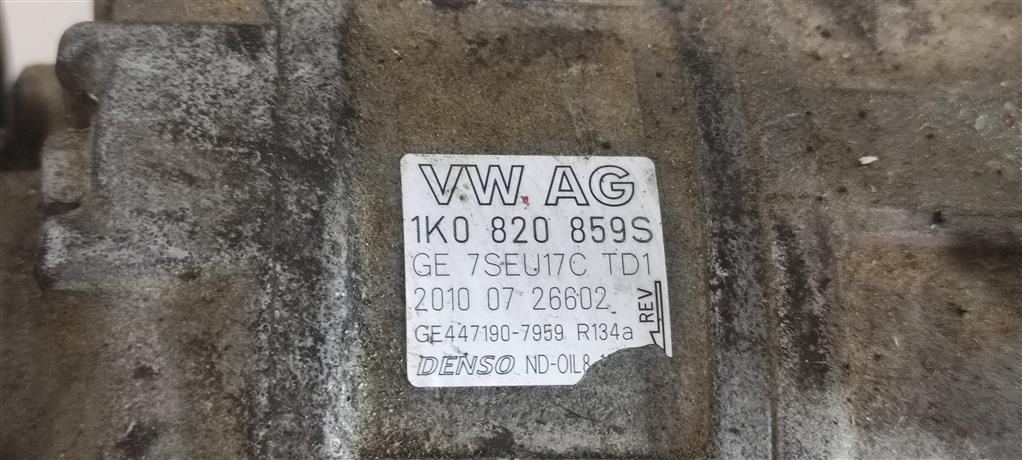 VW AG
1K0 820 859S
GE 7SEU17C TD1
2010 07 26602
GE447190-7959 R134a
DENSO ND-OIL8
REV